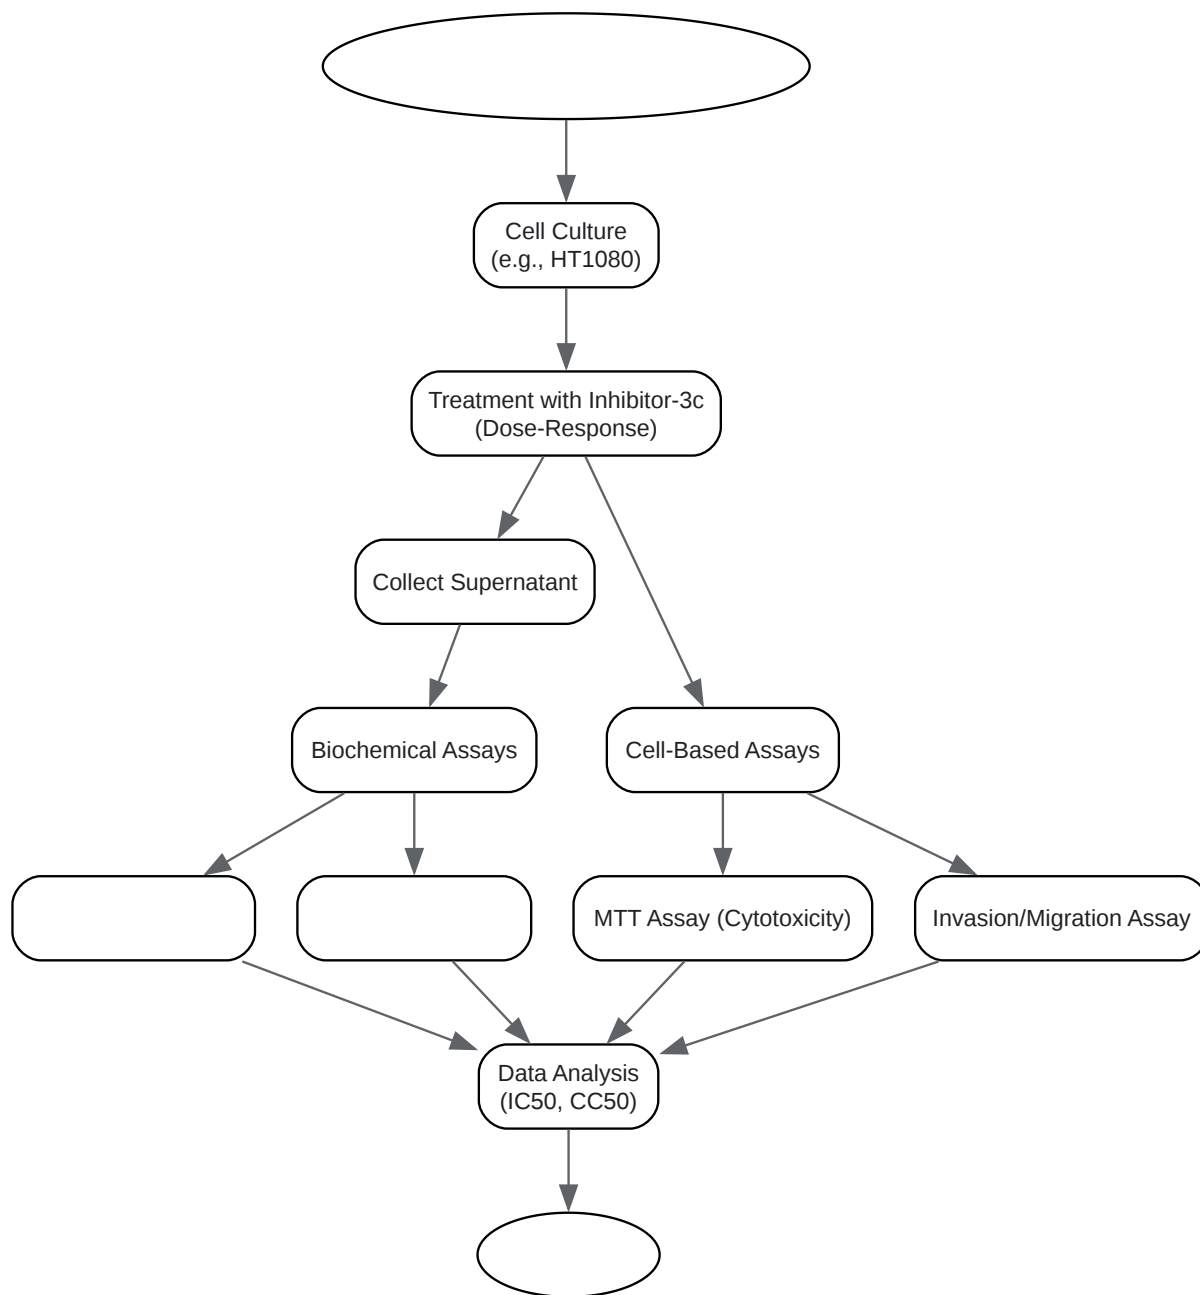 Cell Culture
(e.g., HT1080)
Treatment with Inhibitor-3c
(Dose-Response)
Collect Supernatant
Biochemical Assays
Cell-Based Assays
MTT Assay (Cytotoxicity)
Invasion/Migration Assay
Data Analysis
(IC50, CC50)